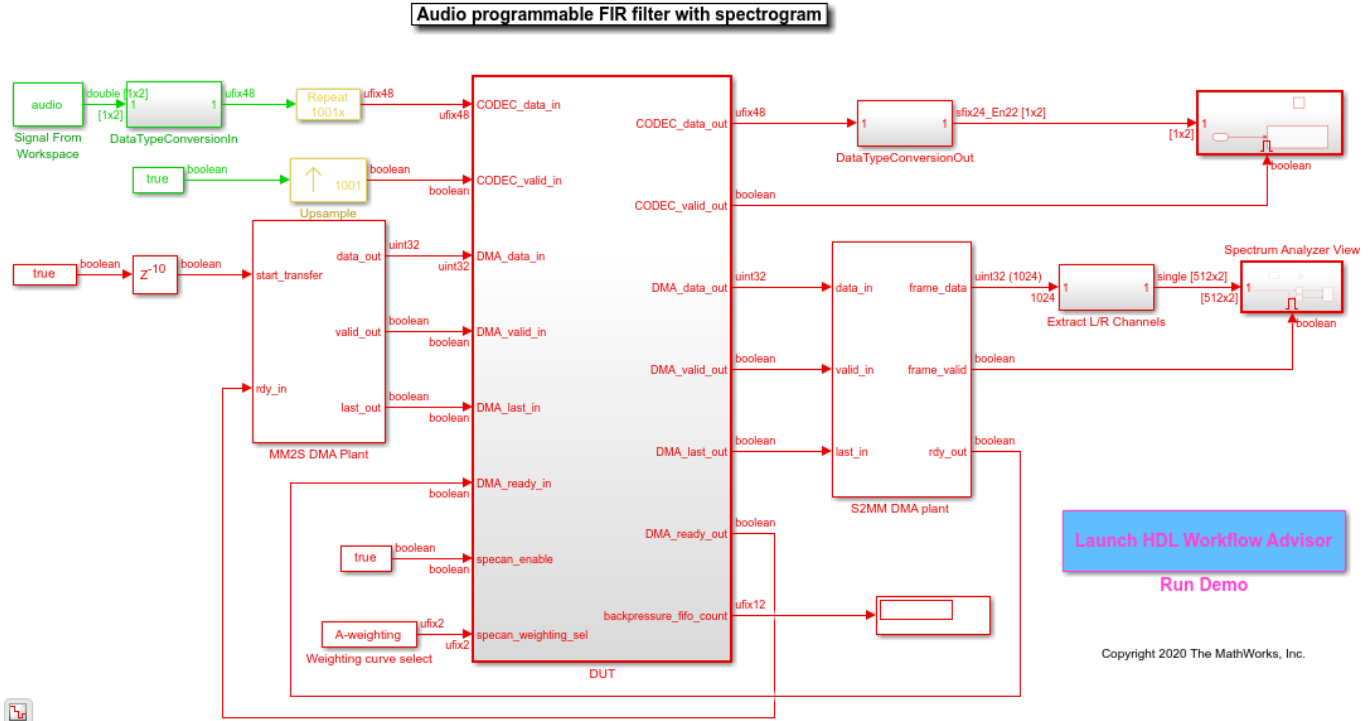 Audio programmable FIR filter with spectrogram
audio
double [1x2]
[1x2]
1
1
ufix48
Signal From
Workspace
DataTypeConversionIn
Repeat
1001x
ufix48
ufix48
true
boolean
1001
Upsample
boolean
boolean
true
boolean
z-10
boolean
start_transfer
rdy_in
data_out
valid_out
last_out
MM2S DMA Plant
uint32
uint32
boolean
boolean
boolean
boolean
boolean
true
boolean
boolean
A-weighting
ufix2
ufix2
Weighting curve select
CODEC_data_in
CODEC_valid_in
DMA_data_in
DMA_valid_in
DMA_last_in
DMA_ready_in
specan_enable
specan_weighting_sel
CODEC_data_out
CODEC_valid_out
DMA_data_out
DMA_valid_out
DMA_last_out
DMA_ready_out
backpressure_fifo_count
DUT
ufix48
boolean
uint32
boolean
boolean
boolean
ufix12
1
1
DataTypeConversionOut
sfix24_En22 [1x2]
[1x2]
1
boolean
data_in
valid_in
last_in
frame_data
frame_valid
rdy_out
S2MM DMA plant
uint32 (1024)
1024
boolean
boolean
1
1
Extract L/R Channels
single [512x2]
[512x2]
Spectrum Analyzer View
1
boolean
Launch HDL Workflow Advisor
Run Demo
Copyright 2020 The MathWorks, Inc.